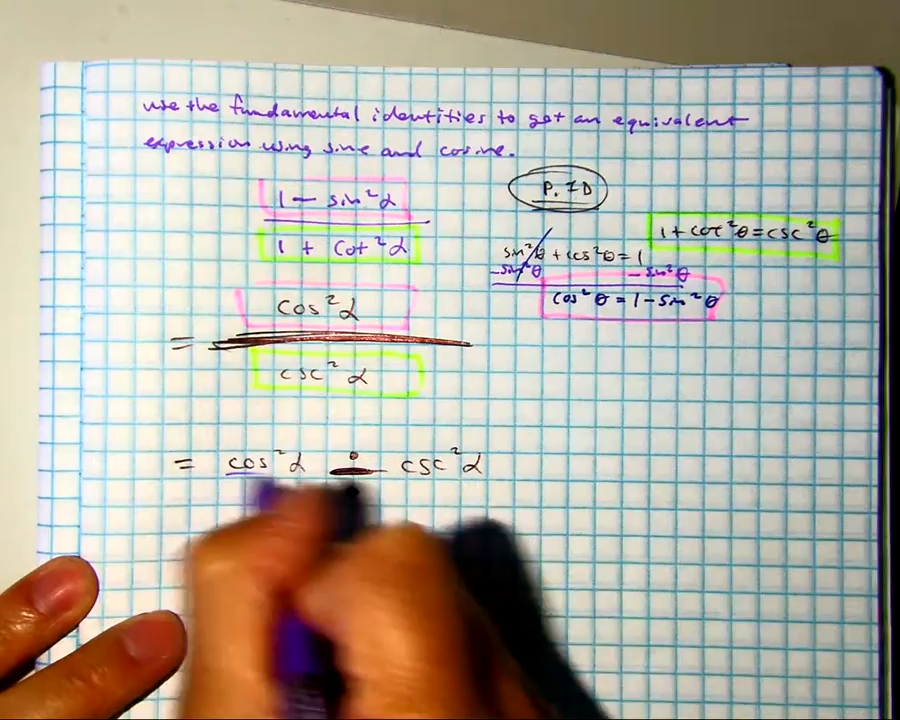 use the fundamental identities to get an equivalent
expression using sine and cosine.
1 - sin²α
1 + cot²α
P. ID
1 + cot²θ = csc²θ
sin²θ + cos²θ = 1
- sin²θ - sin²θ
cos²θ = 1 - sin²θ
cos²α
=
csc²α
= cos²α ÷ csc²α